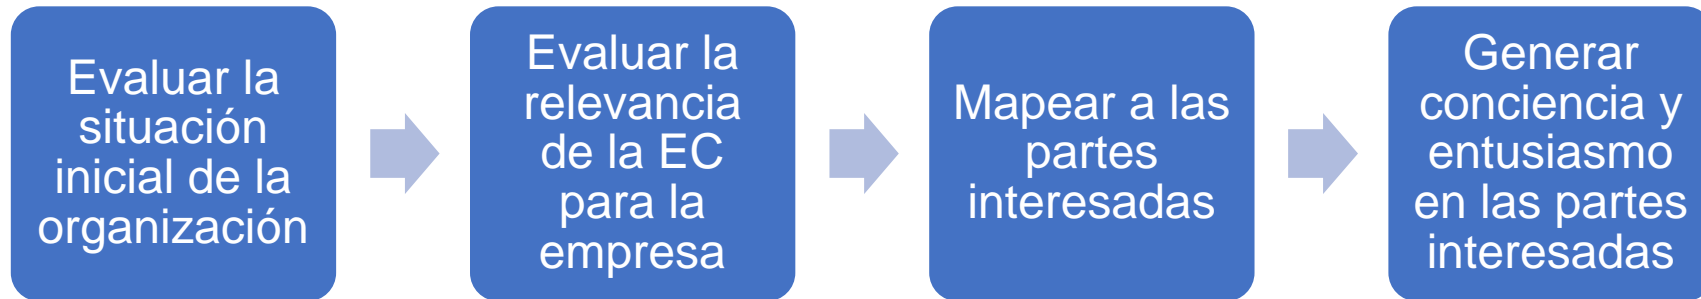 Evaluar la
situación
inicial de la
organización
Evaluar la
relevancia
de la EC
para la
empresa
Mapear a las
partes
interesadas
Generar
conciencia y
entusiasmo
en las partes
interesadas